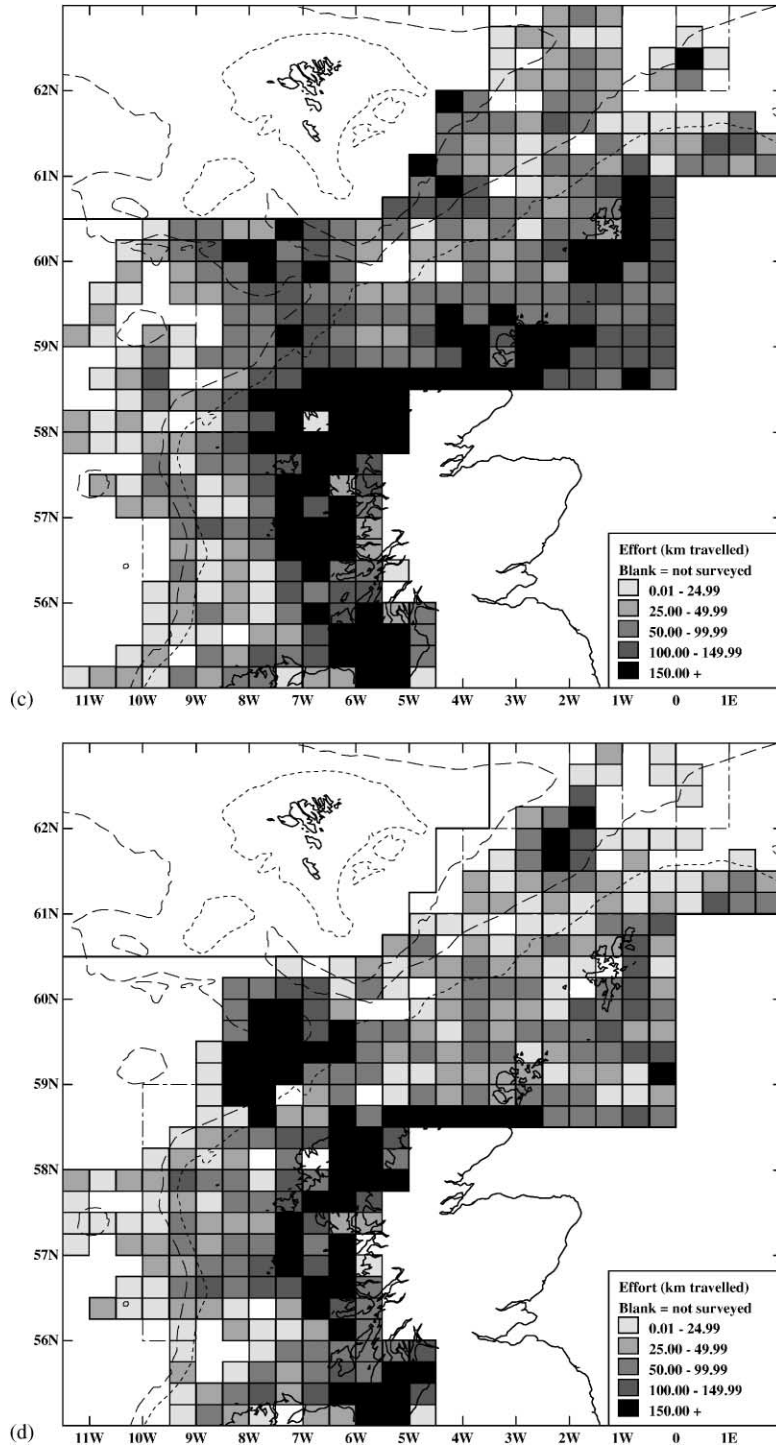 62N
61N
60N
59N
58N
57N
56N
Effort (km travelled)
Blank = not surveyed
0.01 - 24.99
25.00 - 49.99
50.00 - 99.99
100.00 - 149.99
150.00 +
(c)
11W 10W 9W 8W 7W 6W 5W 4W 3W 2W 1W 0 1E
62N
61N
60N
59N
58N
57N
56N
Effort (km travelled)
Blank = not surveyed
0.01 - 24.99
25.00 - 49.99
50.00 - 99.99
100.00 - 149.99
150.00 +
(d)
11W 10W 9W 8W 7W 6W 5W 4W 3W 2W 1W 0 1E